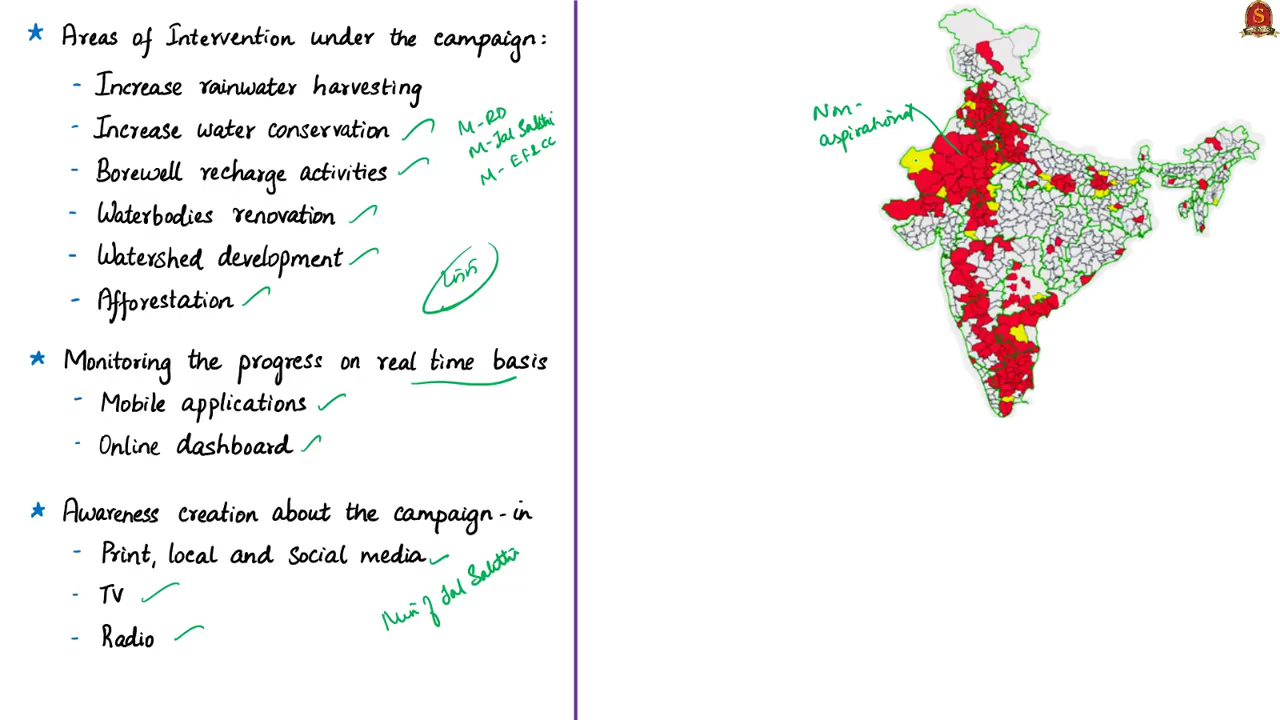 ★ Areas of Intervention under the campaign:
- Increase rainwater harvesting
- Increase water conservation
- Borewell recharge activities
- Waterbodies renovation
- Watershed development
- Afforestation
M-RD
M-Jal Sakthi
M-EF&CC
★ Monitoring the progress on real time basis
- Mobile applications
- Online dashboard
★ Awareness creation about the campaign - in
- Print, local and social media
- TV
- Radio
Min of Jal Sakthi
Non-
aspirational
S